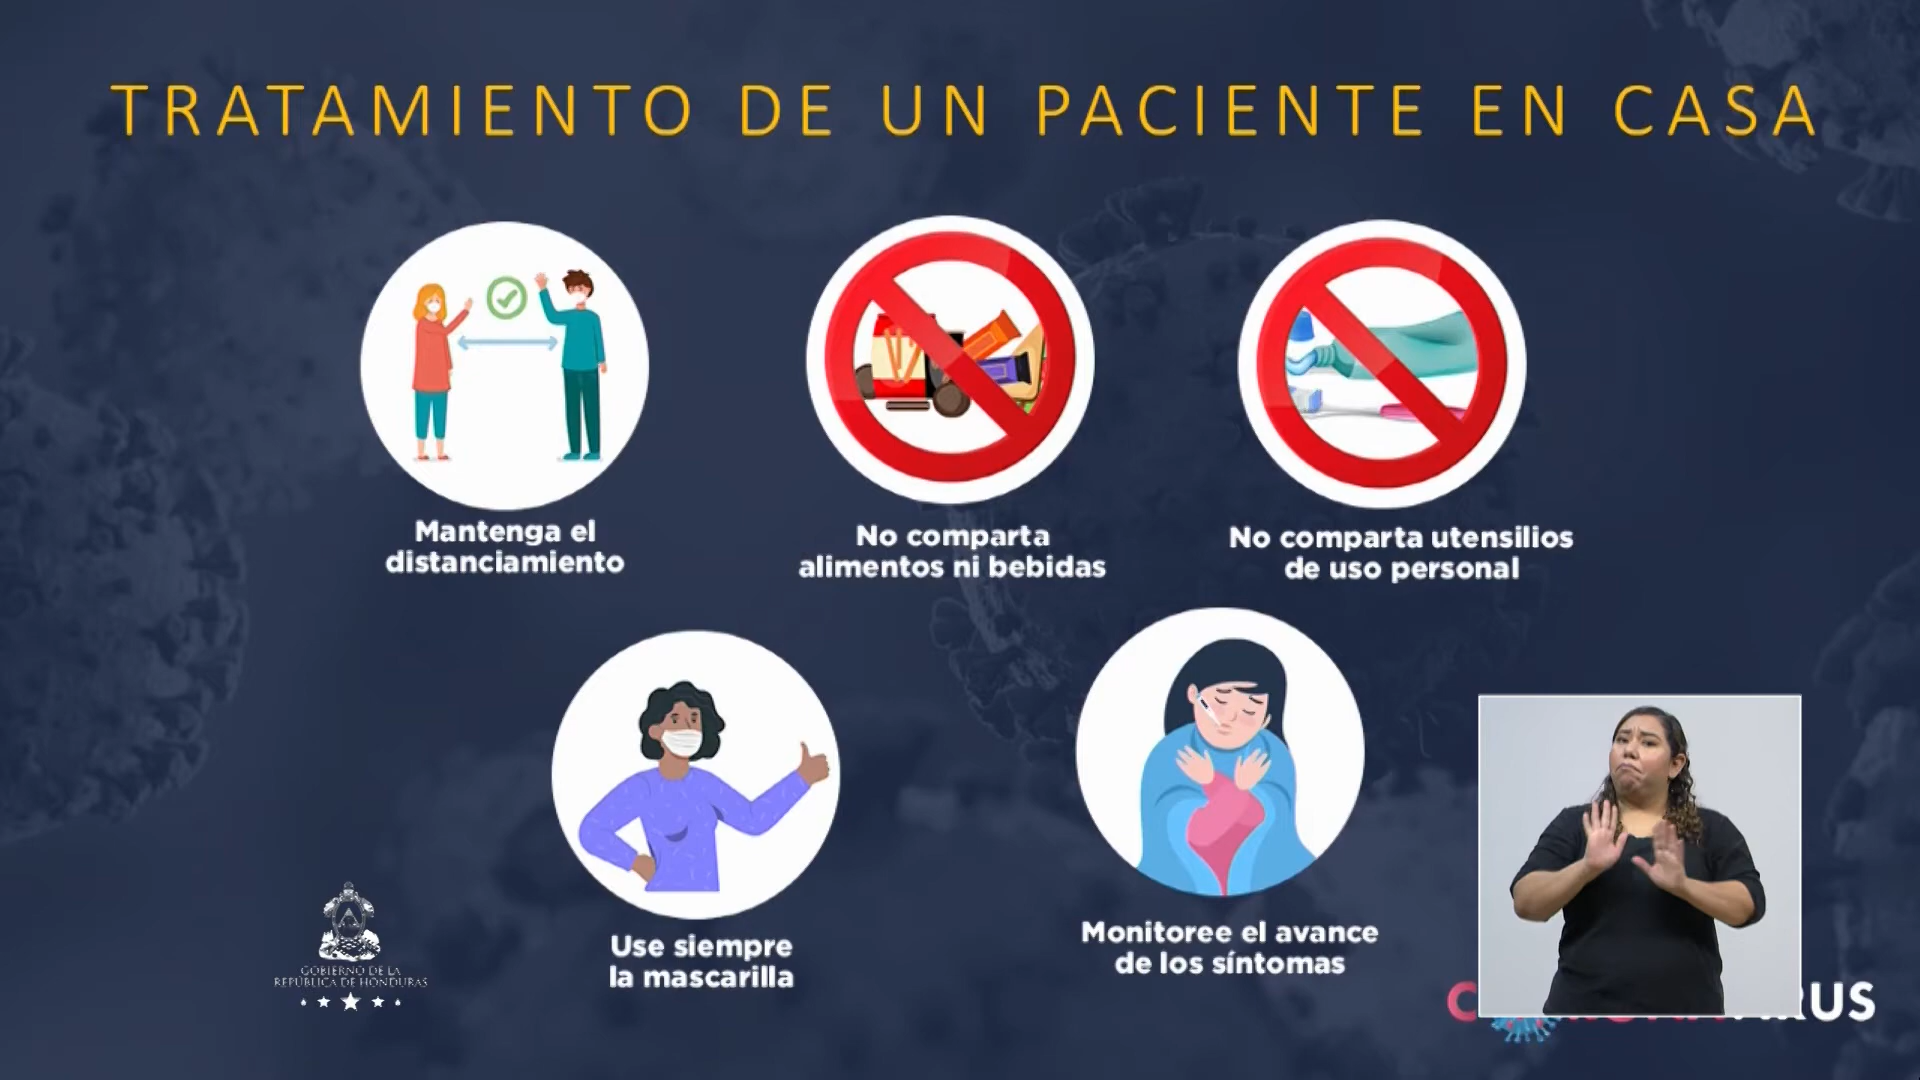 TRATAMIENTO DE UN PACIENTE EN CASA
Mantenga el
distanciamiento
No comparta
alimentos ni bebidas
No comparta utensilios
de uso personal
Use siempre
la mascarilla
Monitoree el avance
de los síntomas
GOBIERNO DE LA
REPÚBLICA DE HONDURAS